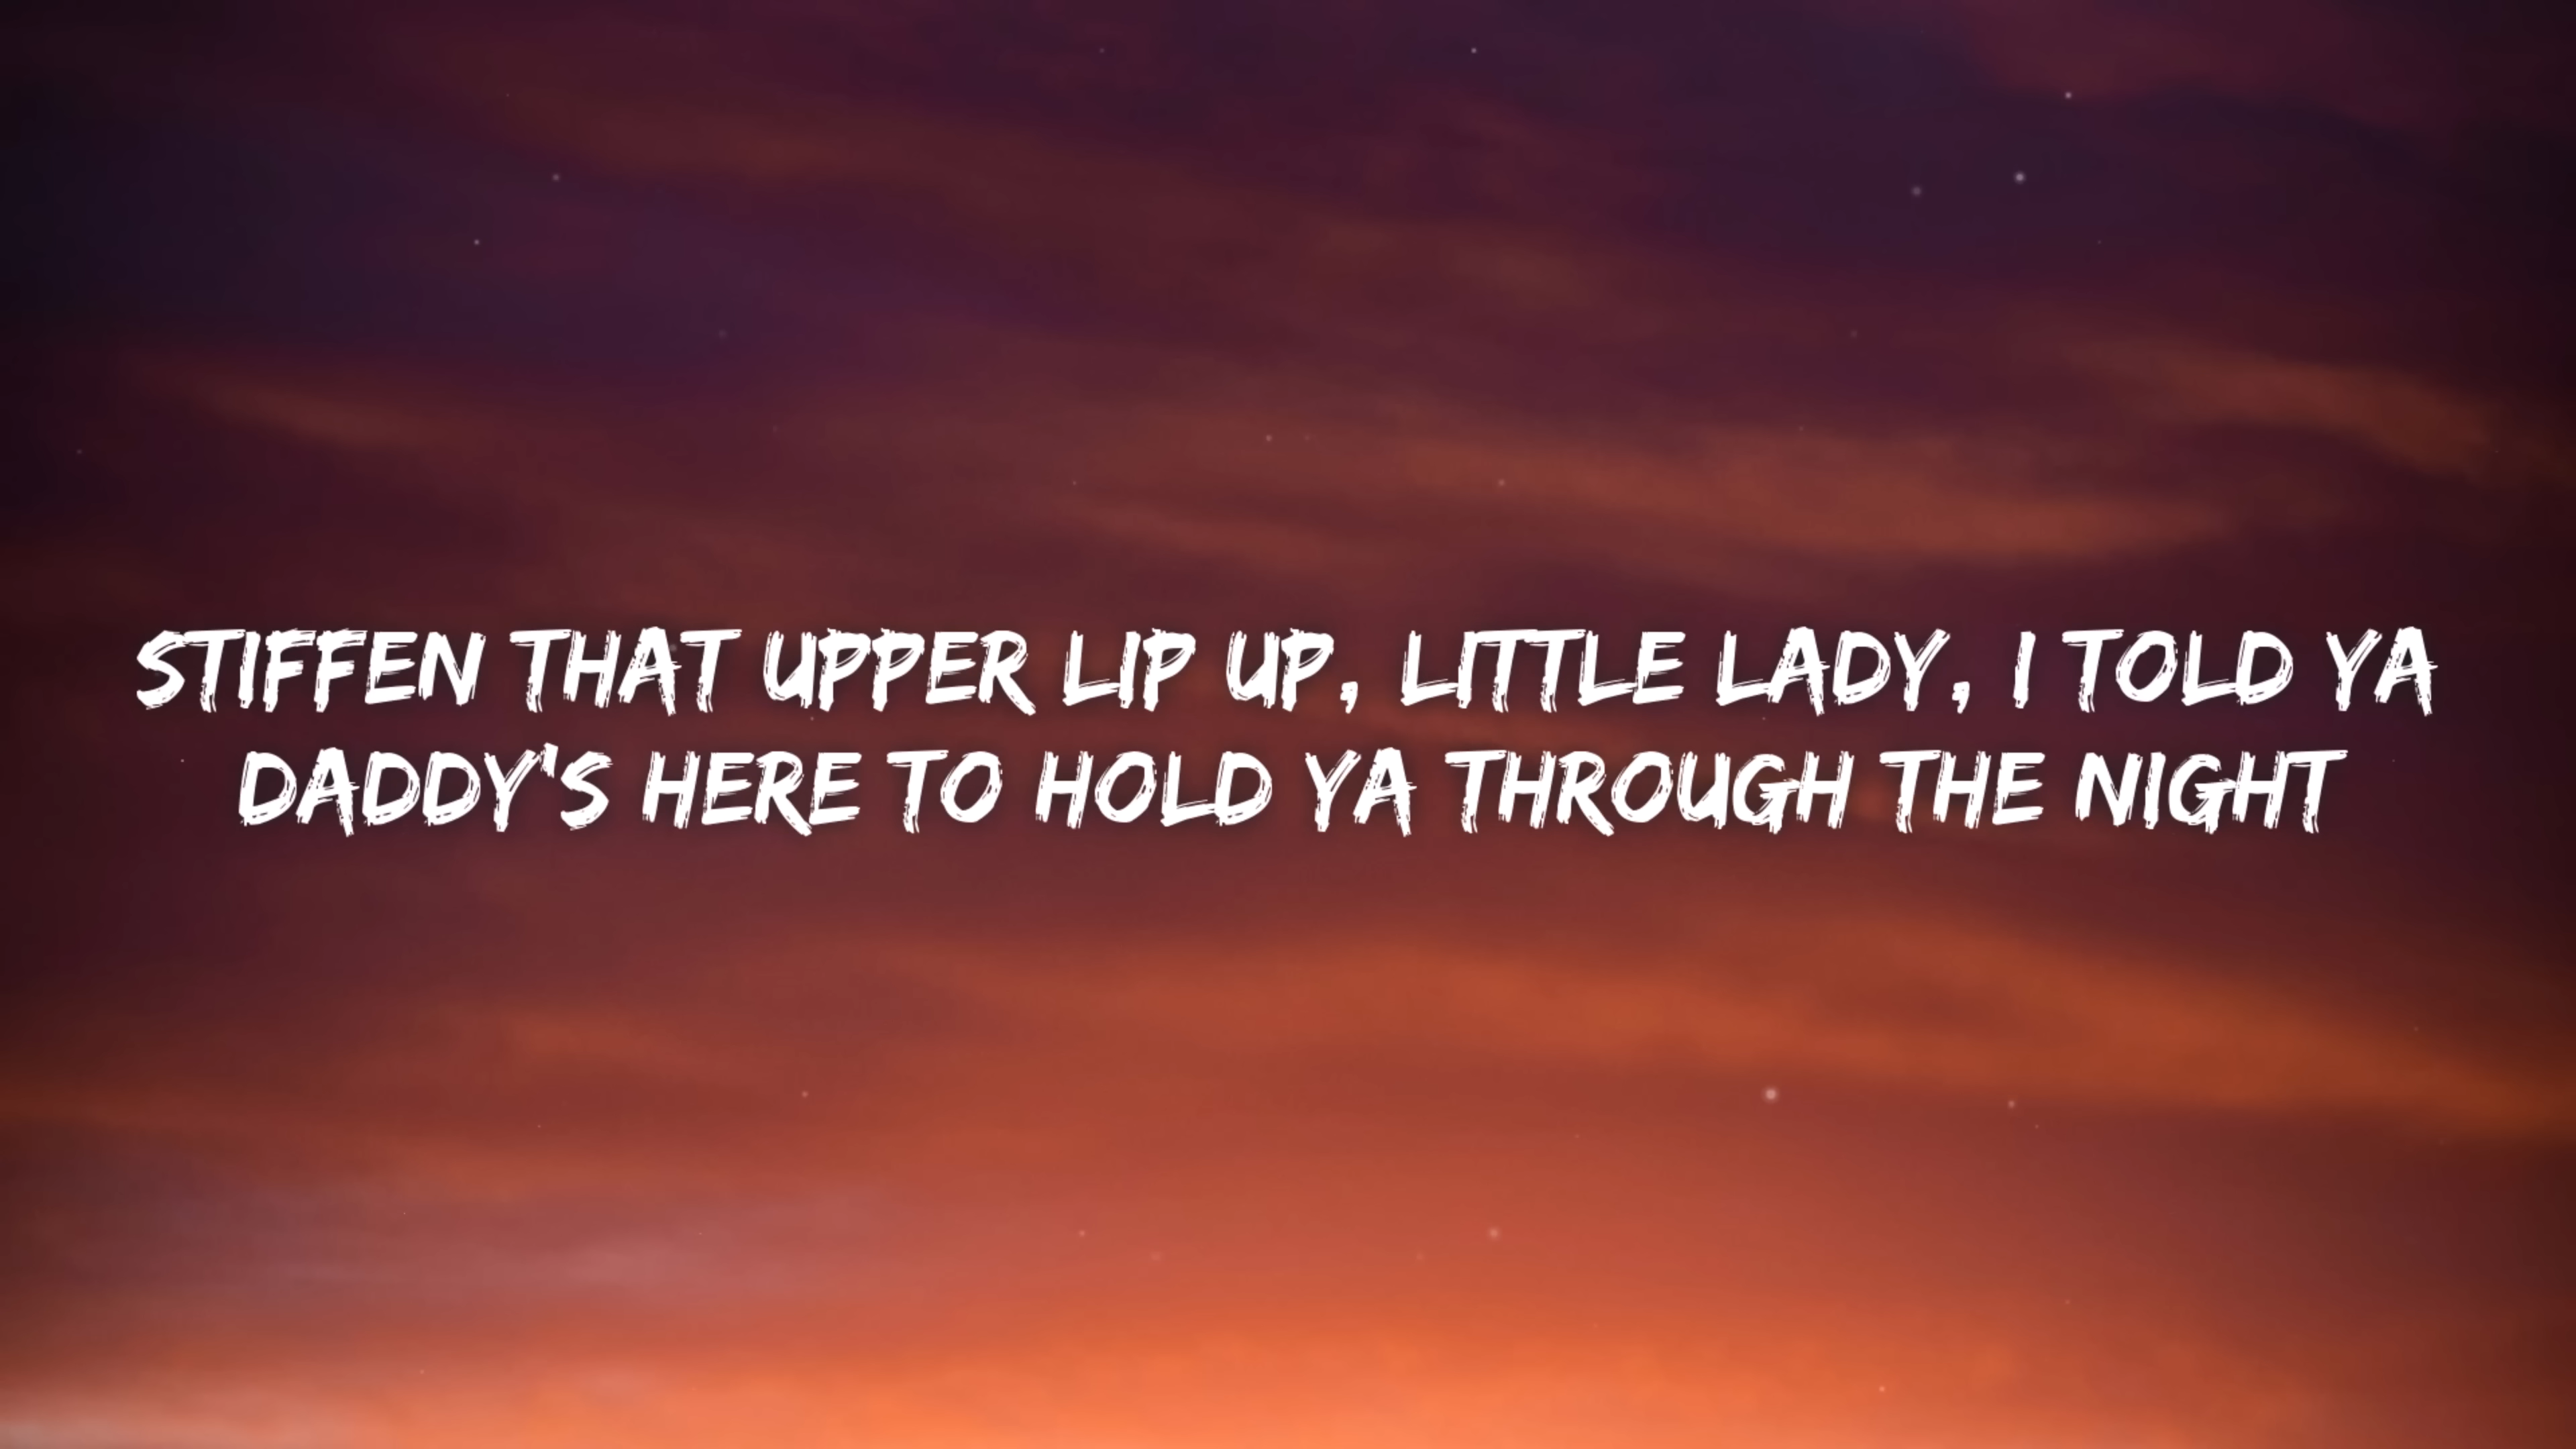 STIFFEN THAT UPPER LIP UP, LITTLE LADY, I TOLD YA
DADDY'S HERE TO HOLD YA THROUGH THE NIGHT